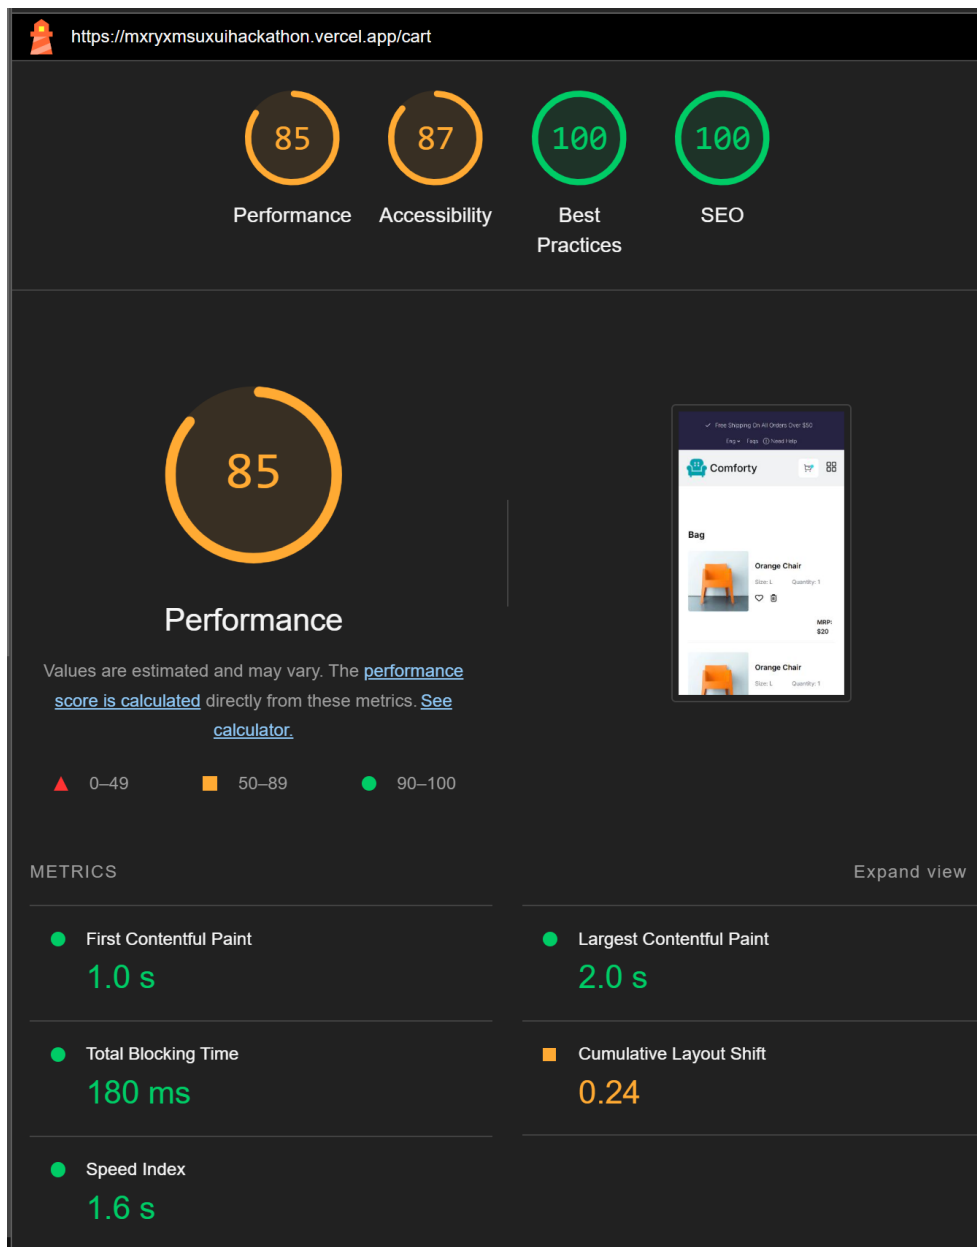 https://mxryxmsuxuihackathon.vercel.app/cart
85
87
100
100
Performance
Accessibility
Best
Practices
SEO
85
Performance
Values are estimated and may vary. The performance
score is calculated directly from these metrics. See
calculator.
0–49
50–89
90–100
Free Shipping On All Orders Over $50
Eng
Faqs
Need Help
Comforty
Bag
Orange Chair
Size: L
Quantity: 1
MRP:
$20
Orange Chair
Size: L
Quantity: 1
METRICS
Expand view
First Contentful Paint
1.0 s
Largest Contentful Paint
2.0 s
Total Blocking Time
180 ms
Cumulative Layout Shift
0.24
Speed Index
1.6 s